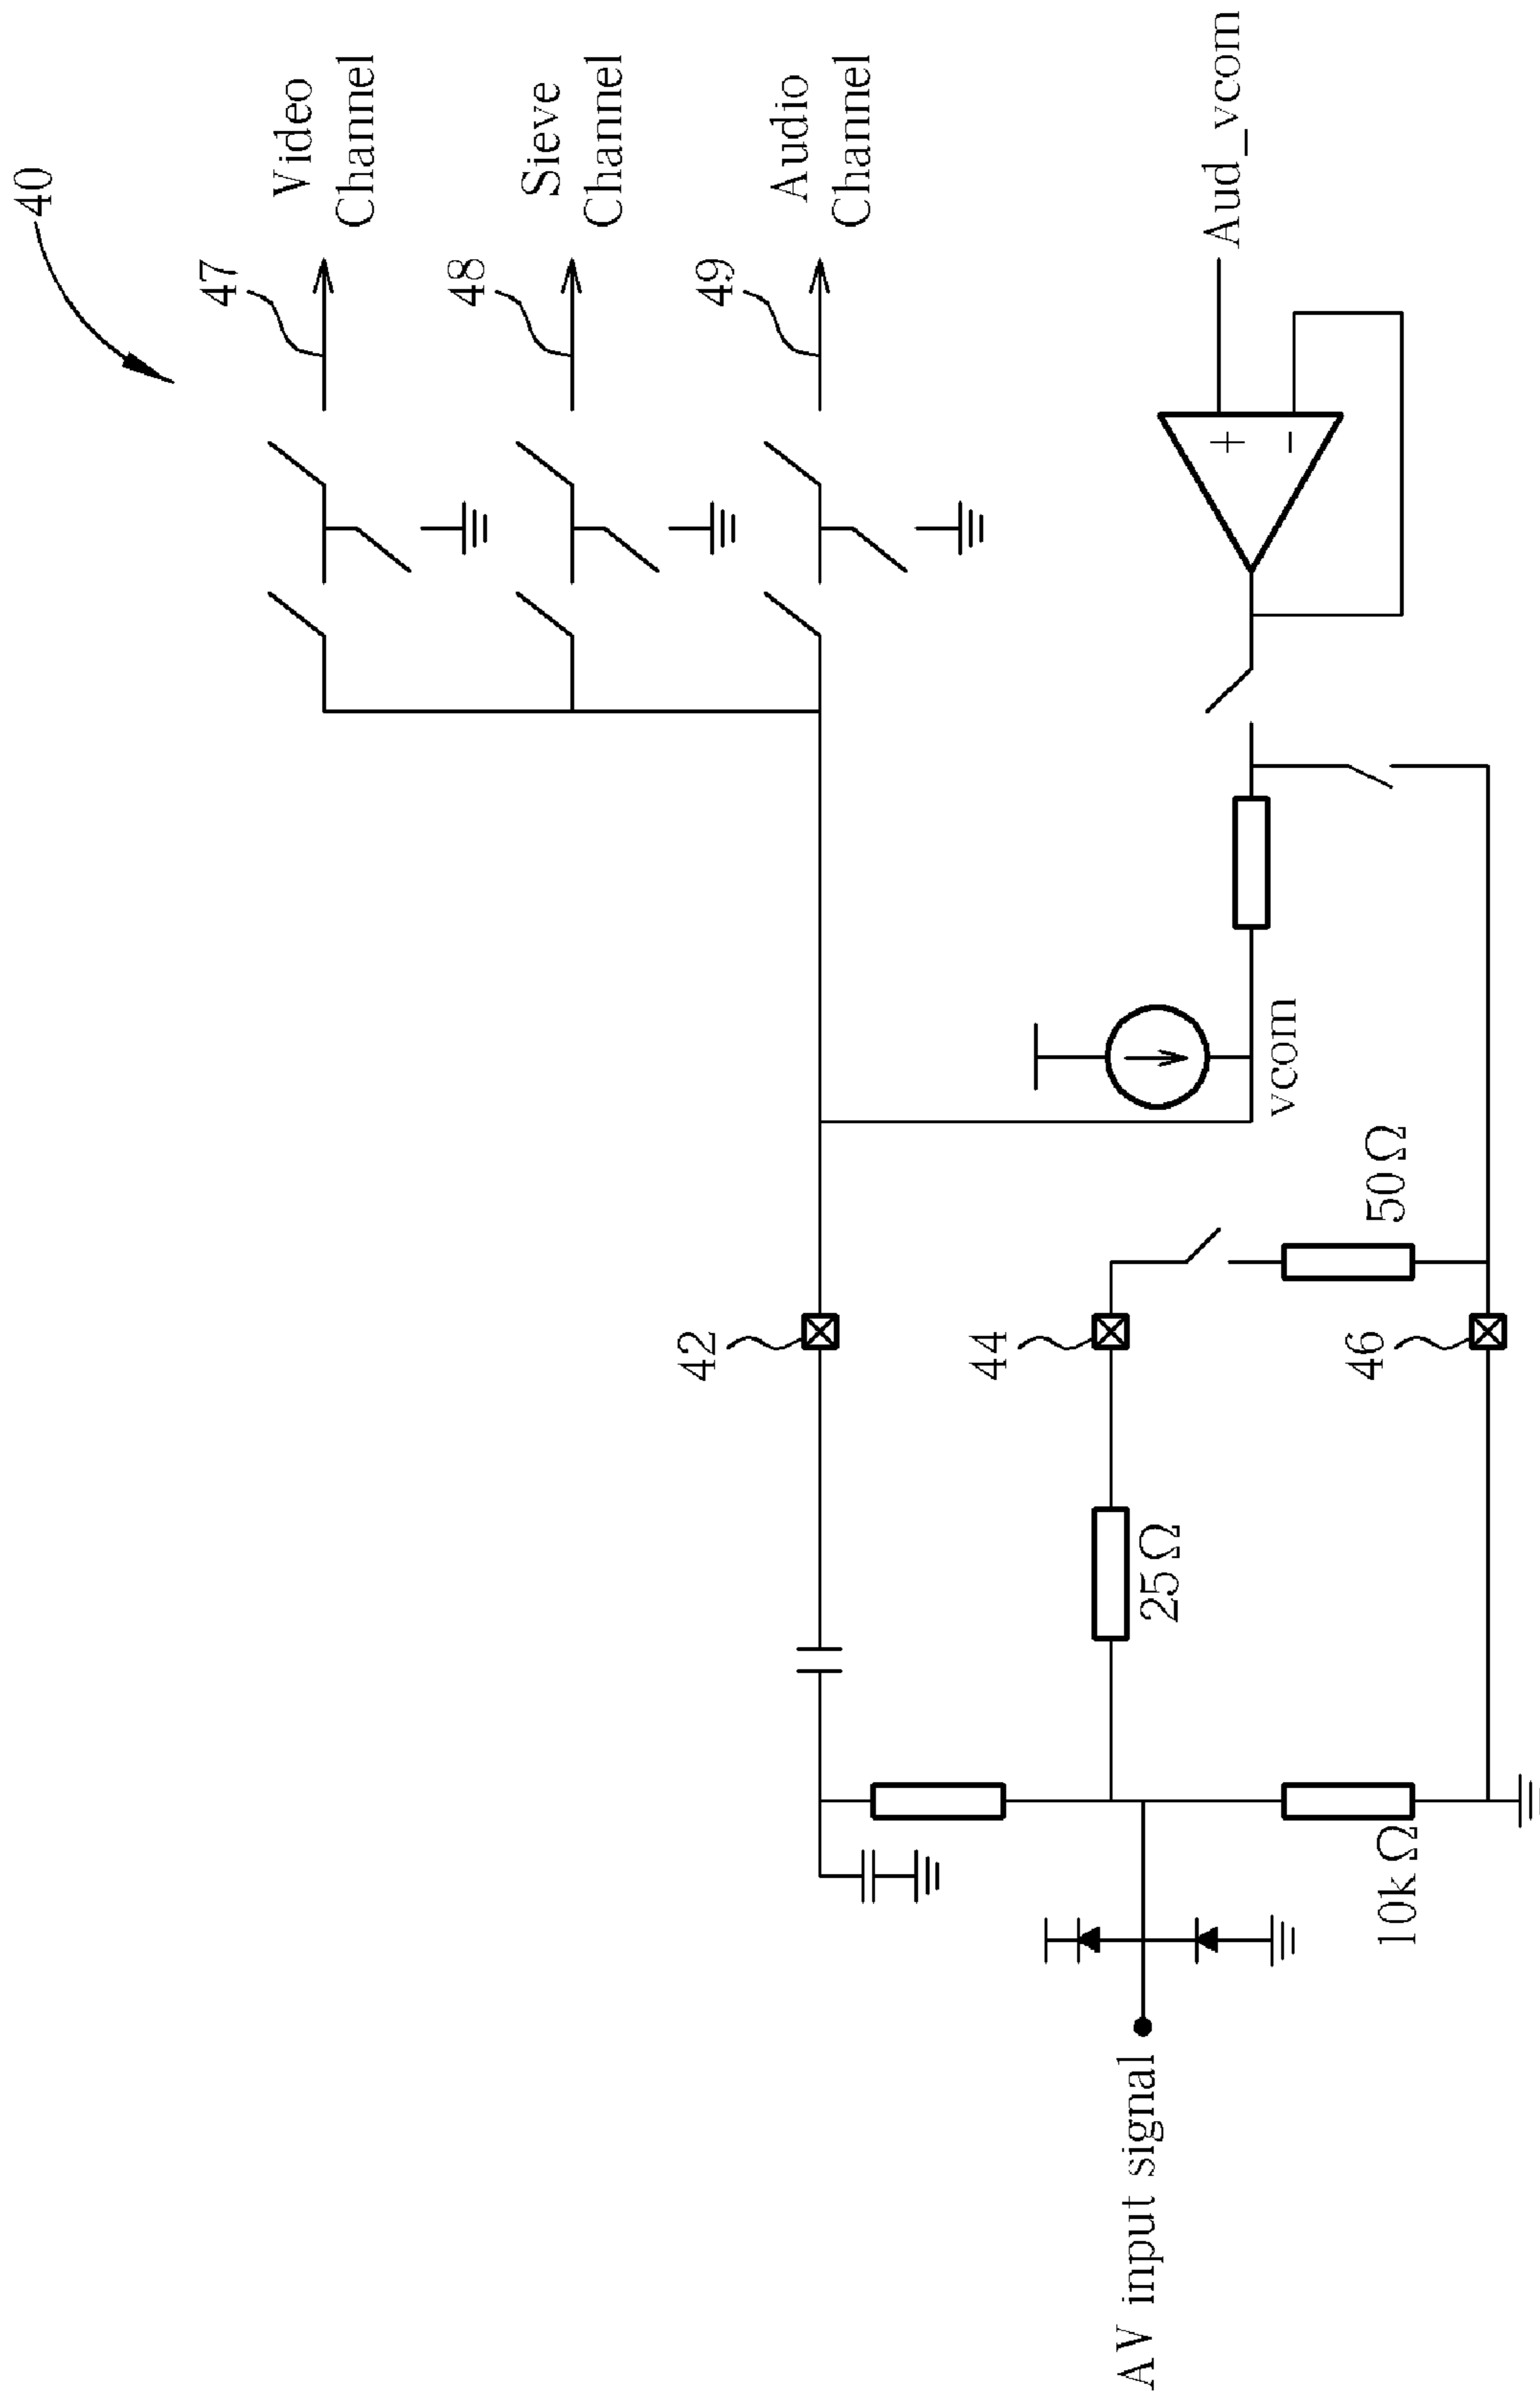 40
47
Video
Channel
48
Sieve
Channel
49
Audio
Channel
Aud_vcom
+
-
vcom
42
44
46
50Ω
25Ω
10kΩ
AV input signal